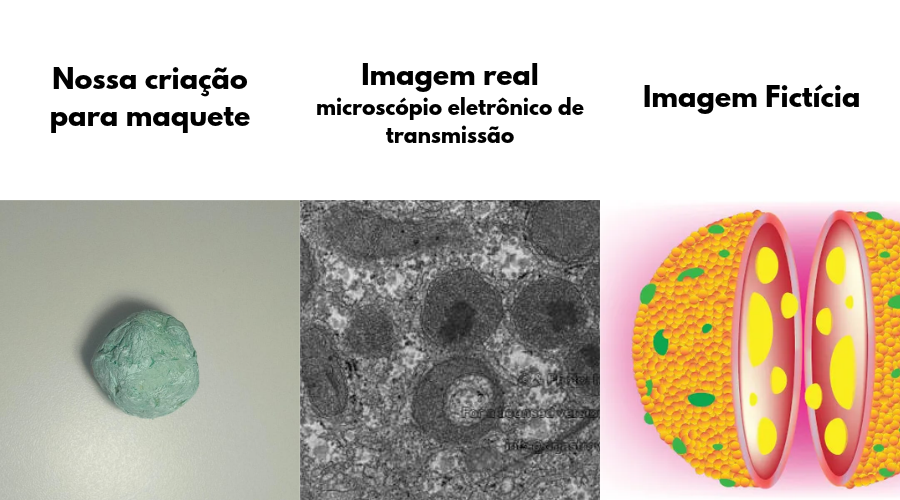 Nossa criação
para maquete
Imagem real
microscópio eletrônico de
transmissão
Imagem Fictícia